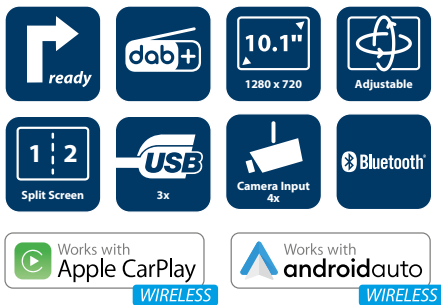 ready
dab+
10.1"
1280 x 720
Adjustable
1 2
Split Screen
USB
3x
Camera Input
4x
Bluetooth®
Works with
Apple CarPlay
WIRELESS
Works with
androidauto
WIRELESS